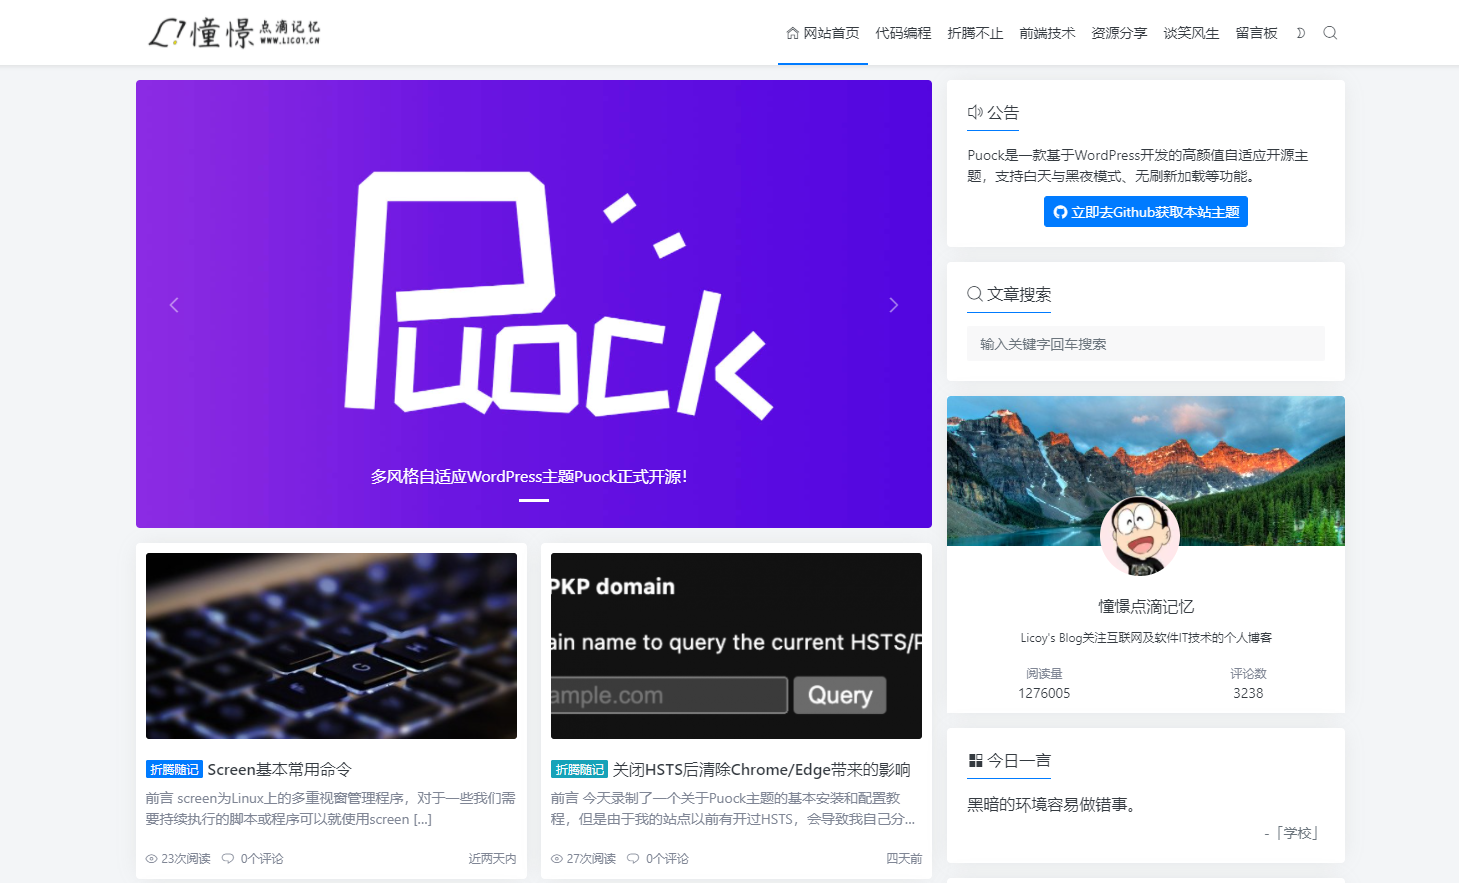 憧憬点滴记忆
WWW.LICOY.CN
网站首页 代码编程 折腾不止 前端技术 资源分享 谈笑风生 留言板
Puock
多风格自适应WordPress主题Puock正式开源！
折腾随记 Screen基本常用命令
前言 screen为Linux上的多重视窗管理程序，对于一些我们需
要持续执行的脚本或程序可以就使用screen [...]
23次阅读 0个评论 近两天内
PKP domain
ain name to query the current HSTS/P
ample.com Query
折腾随记 关闭HSTS后清除Chrome/Edge带来的影响
前言 今天录制了一个关于Puock主题的基本安装和配置教
程，但是由于我的站点以前有开过HSTS，会导致我自己分...
27次阅读 0个评论 四天前
公告
Puock是一款基于WordPress开发的高颜值自适应开源主
题，支持白天与黑夜模式、无刷新加载等功能。
立即去Github获取本站主题
文章搜索
输入关键字回车搜索
憧憬点滴记忆
Licoy's Blog关注互联网及软件IT技术的个人博客
阅读量 评论数
1276005 3238
今日一言
黑暗的环境容易做错事。
-「学校」